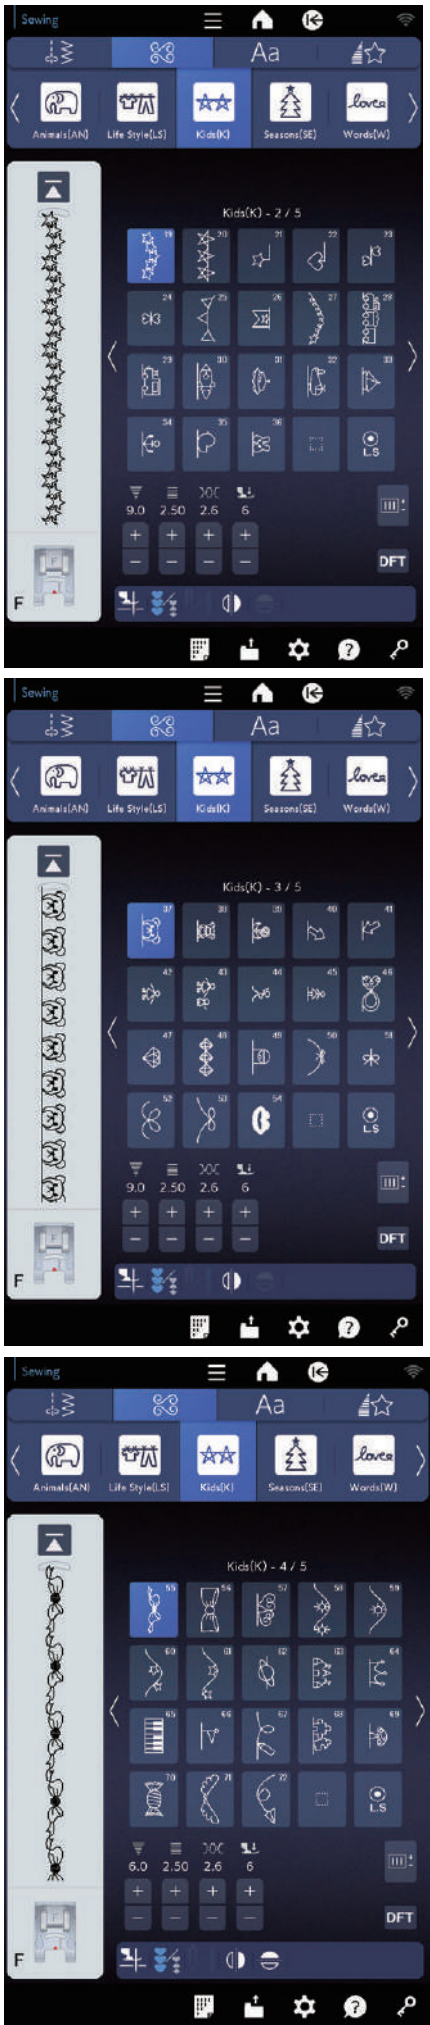 Sewing
Aa
Animals(AN) Life Style(LS) Kids(K) Seasons(SE) Words(W)
Kids(K) - 2 / 5
19 20 21 22 23
24 25 26 27 28
29 30 31 32 33
34 35 36 L.S
9.0 2.50 2.6 6
+ + + +
− − − −
DFT
F
Sewing
Aa
Animals(AN) Life Style(LS) Kids(K) Seasons(SE) Words(W)
Kids(K) - 3 / 5
37 38 39 40 41
42 43 44 45 46
47 48 49 50 51
52 53 54 L.S
9.0 2.50 2.6 6
+ + + +
− − − −
DFT
F
Sewing
Aa
Animals(AN) Life Style(LS) Kids(K) Seasons(SE) Words(W)
Kids(K) - 4 / 5
55 56 57 58 59
60 61 62 63 64
65 66 67 68 69
70 71 72 L.S
6.0 2.50 2.6 6
+ + + +
− − − −
DFT
F